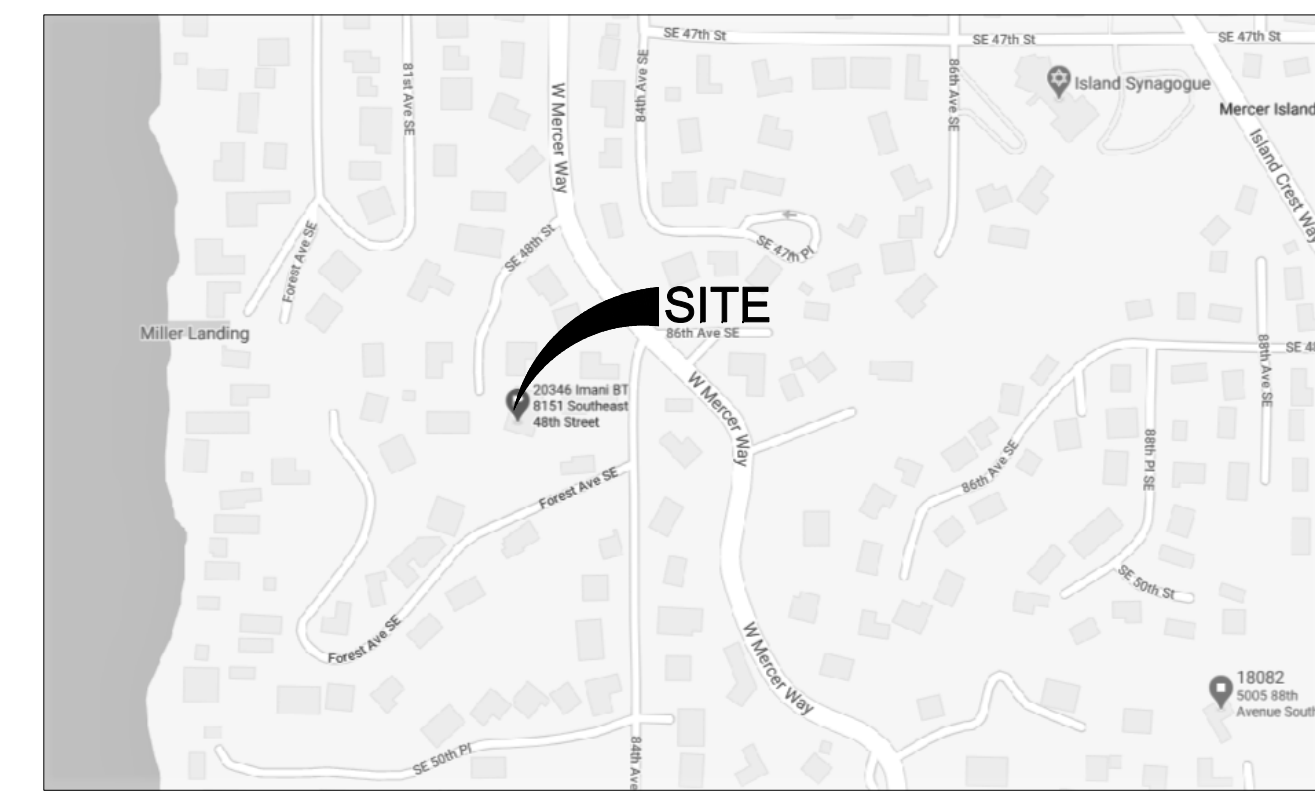 SE 47th St
SE 47th St
SE 47th St
81st Ave SE
W Mercer Way
84th Ave SE
86th Ave SE
Island Synagogue
Mercer Island
Island Crest Way
Forest Ave SE
SE 48th St
SE 47th Pl
SITE
Miller Landing
86th Ave SE
88th Ave SE
SE 48
20346 Imani BT
8151 Southeast
48th Street
W Mercer Way
86th Ave SE
88th Pl SE
Forest Ave SE
SE 50th St
Forest Ave SE
W Mercer Way
18082
5005 88th
Avenue South
SE 50th Pl
84th Ave